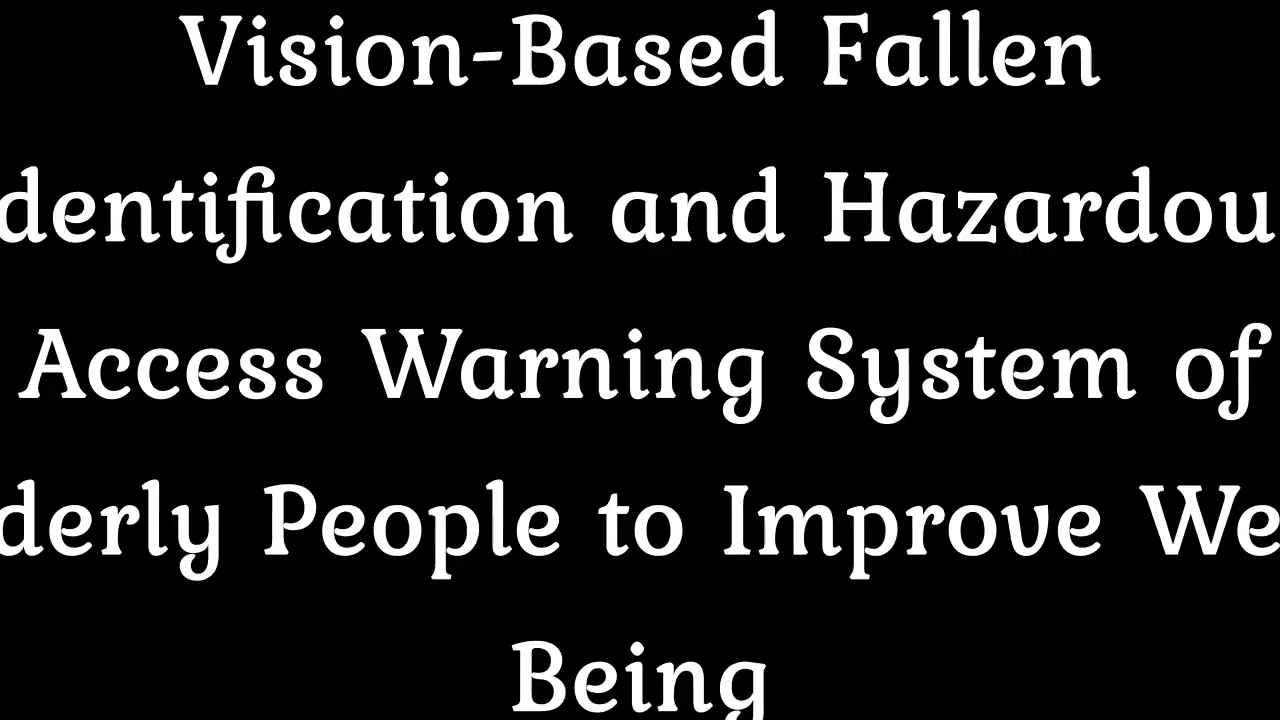 Vision-Based Fallen
dentification and Hazardou
Access Warning System of
derly People to Improve We
Being